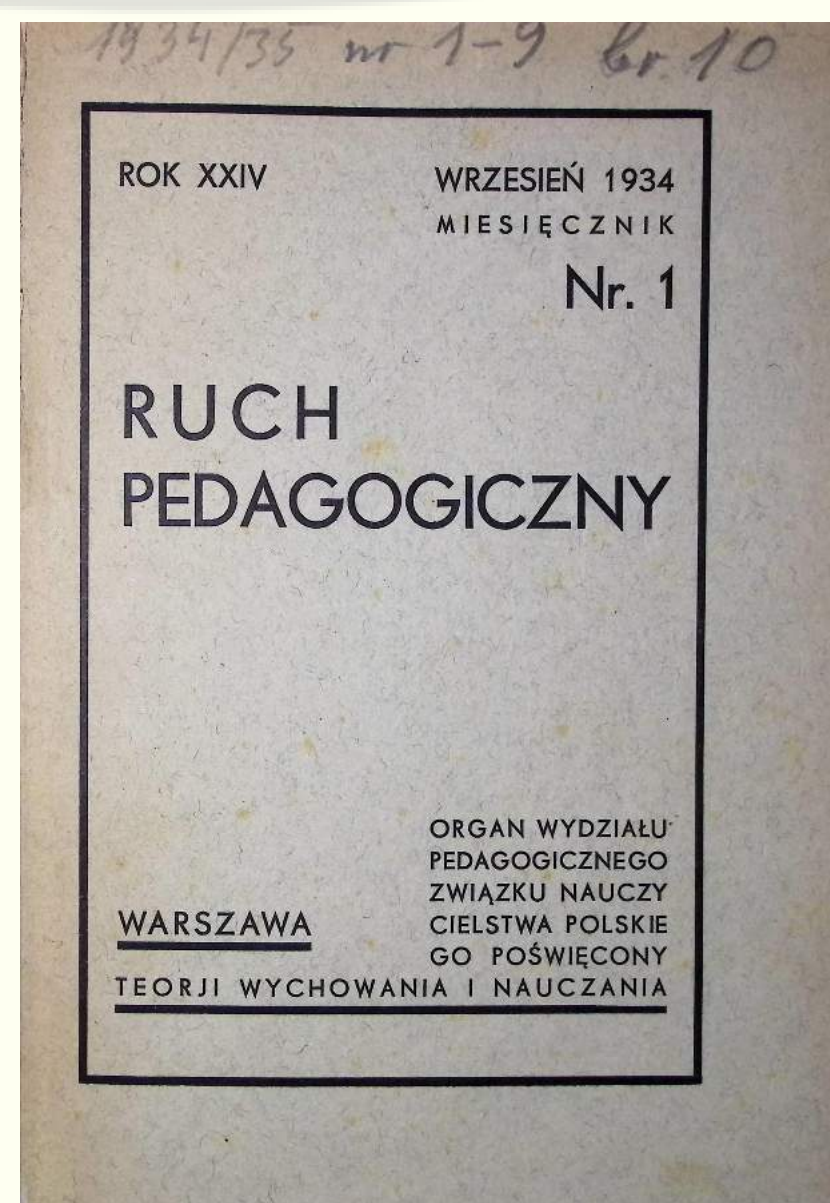 1934/35 nr 1-9 br. 10
ROK XXIV
WRZESIEŃ 1934
MIESIĘCZNIK
Nr. 1
RUCH
PEDAGOGICZNY
ORGAN WYDZIAŁU
PEDAGOGICZNEGO
ZWIĄZKU NAUCZY
CIELSTWA POLSKIE
GO POŚWIĘCONY
WARSZAWA
TEORJI WYCHOWANIA I NAUCZANIA